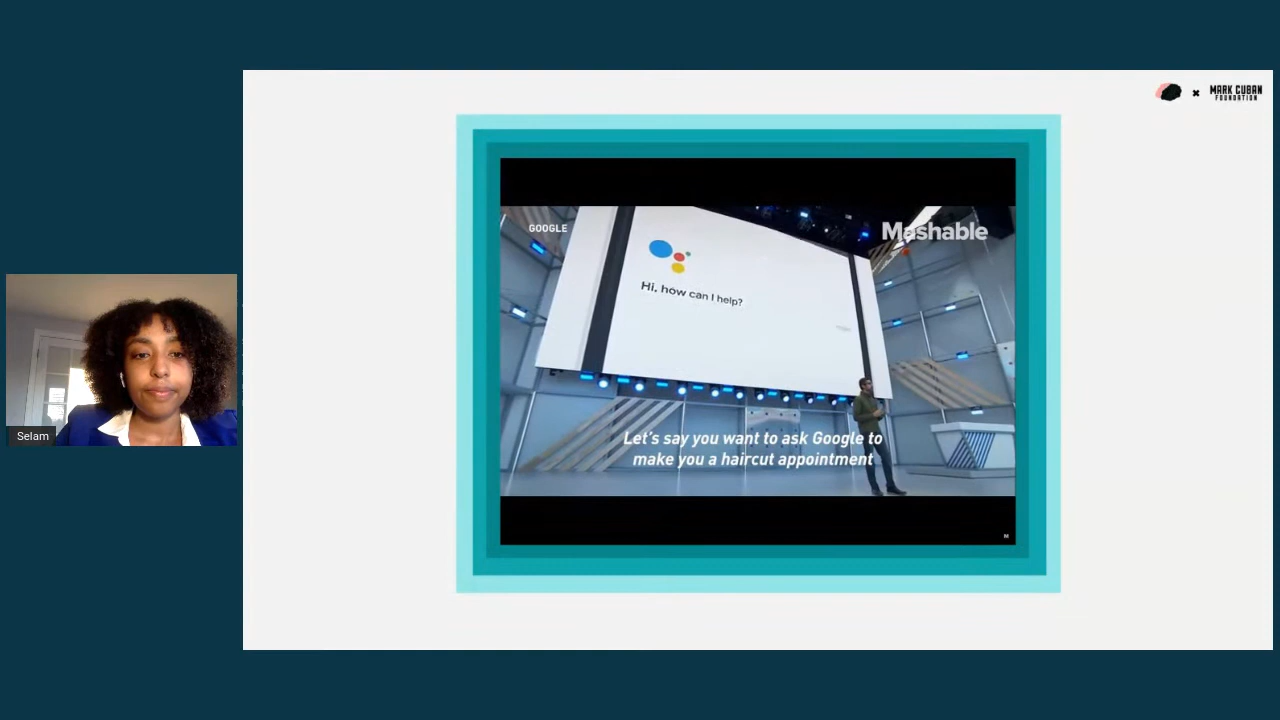 MARK CUBAN
FOUNDATION
GOOGLE
Mashable
Hi, how can I help?
Let's say you want to ask Google to
make you a haircut appointment
Selam
M